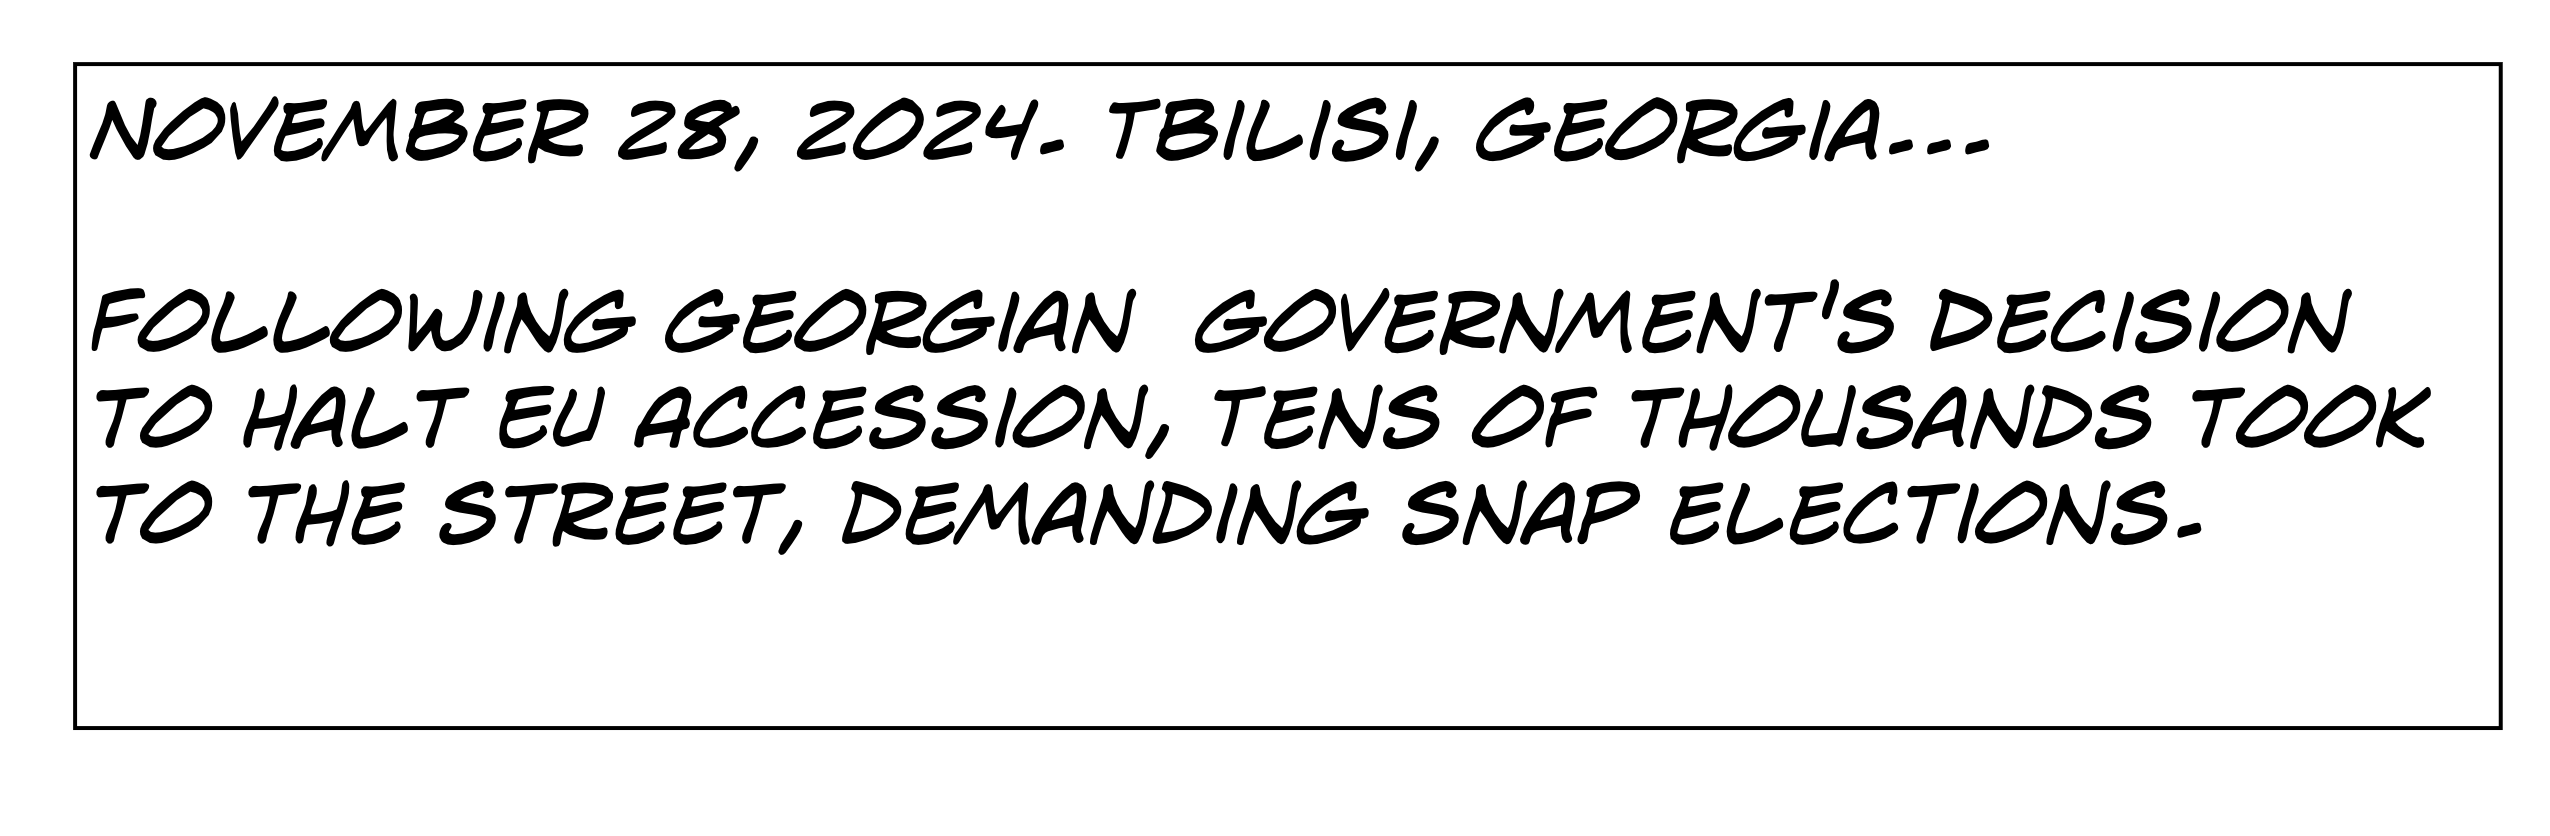 NOVEMBER 28, 2024. TBILISI, GEORGIA...
FOLLOWING GEORGIAN  GOVERNMENT'S DECISION
TO HALT EU ACCESSION, TENS OF THOUSANDS TOOK
TO THE STREET, DEMANDING SNAP ELECTIONS.